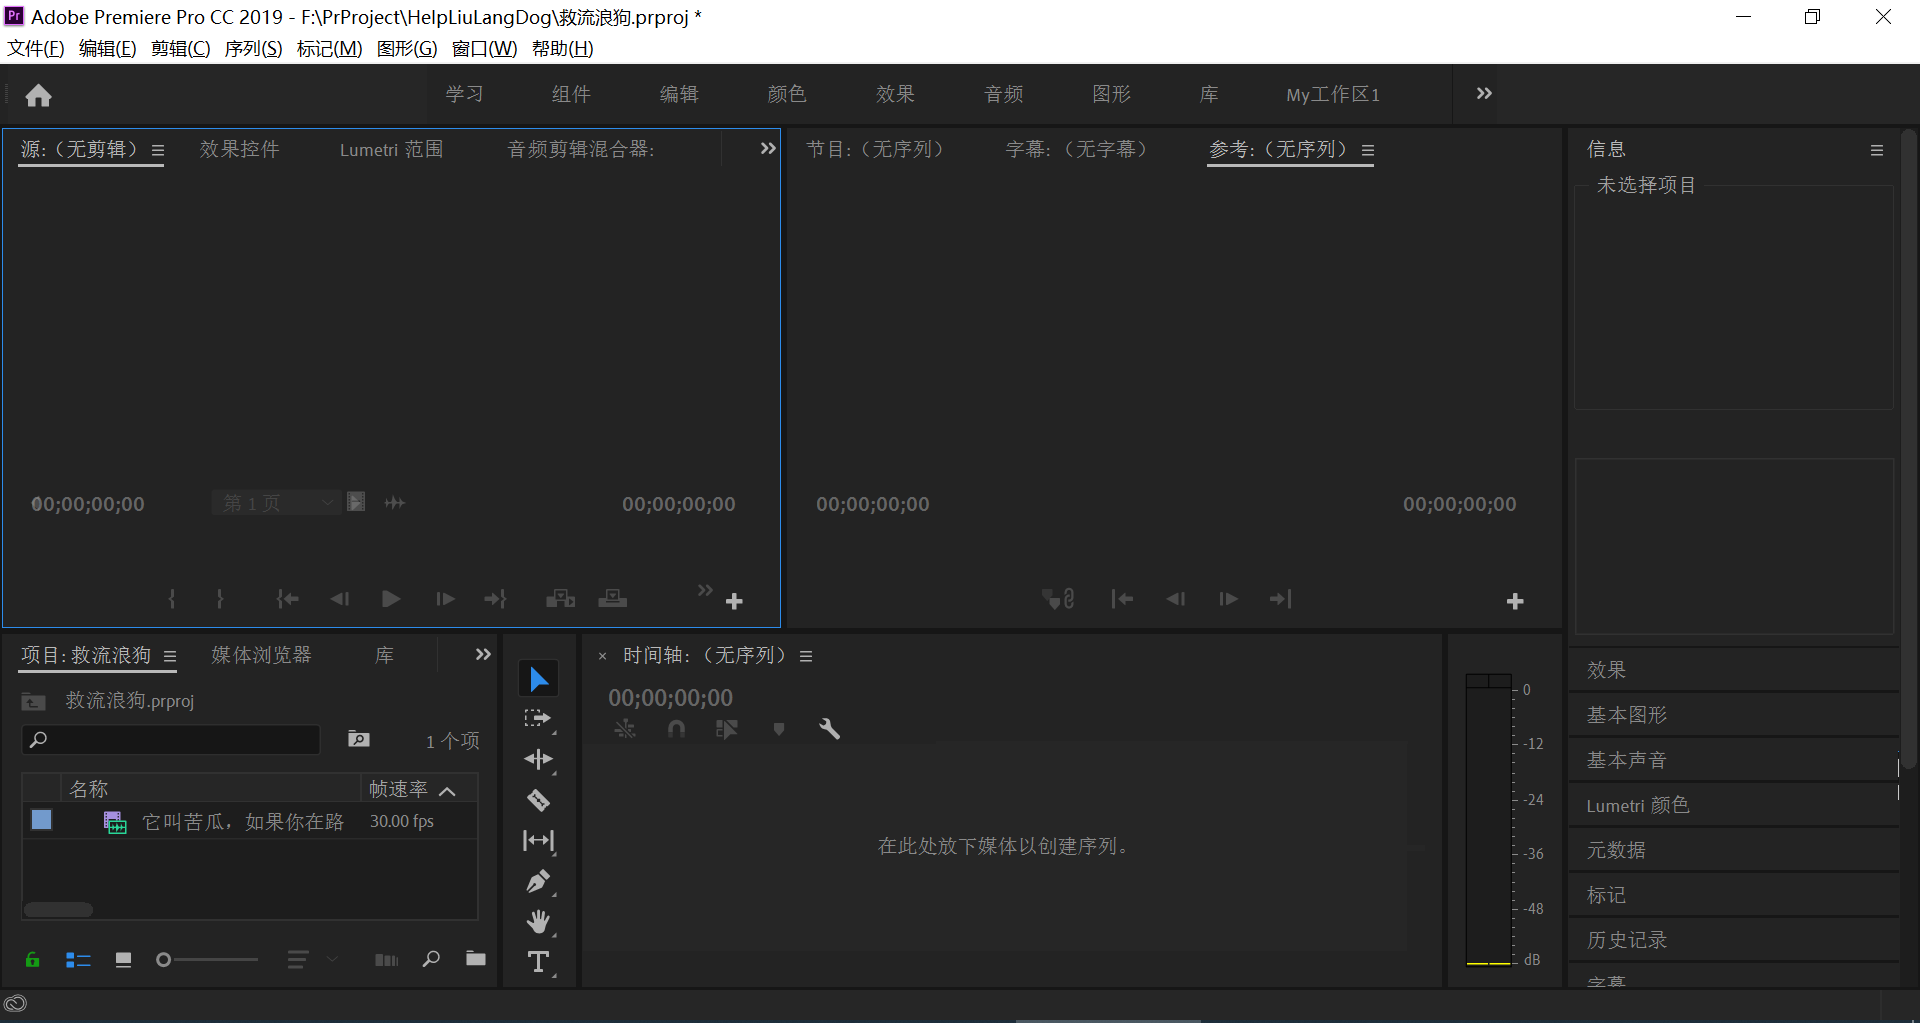 Adobe Premiere Pro CC 2019 - F:\PrProject\HelpLiuLangDog\救流浪狗.prproj *
文件(F) 编辑(E) 剪辑(C) 序列(S) 标记(M) 图形(G) 窗口(W) 帮助(H)
学习 组件 编辑 颜色 效果 音频 图形 库 My工作区1
源:（无剪辑） 效果控件 Lumetri 范围 音频剪辑混合器:
节目:（无序列） 字幕:（无字幕） 参考:（无序列）
信息
未选择项目
00;00;00;00 第 1 页 00;00;00;00
00;00;00;00 00;00;00;00
项目: 救流浪狗 媒体浏览器 库
救流浪狗.prproj
1 个项
名称 帧速率
它叫苦瓜，如果你在路 30.00 fps
× 时间轴:（无序列）
00;00;00;00
在此处放下媒体以创建序列。
0
-12
-24
-36
-48
dB
效果
基本图形
基本声音
Lumetri 颜色
元数据
标记
历史记录
字幕